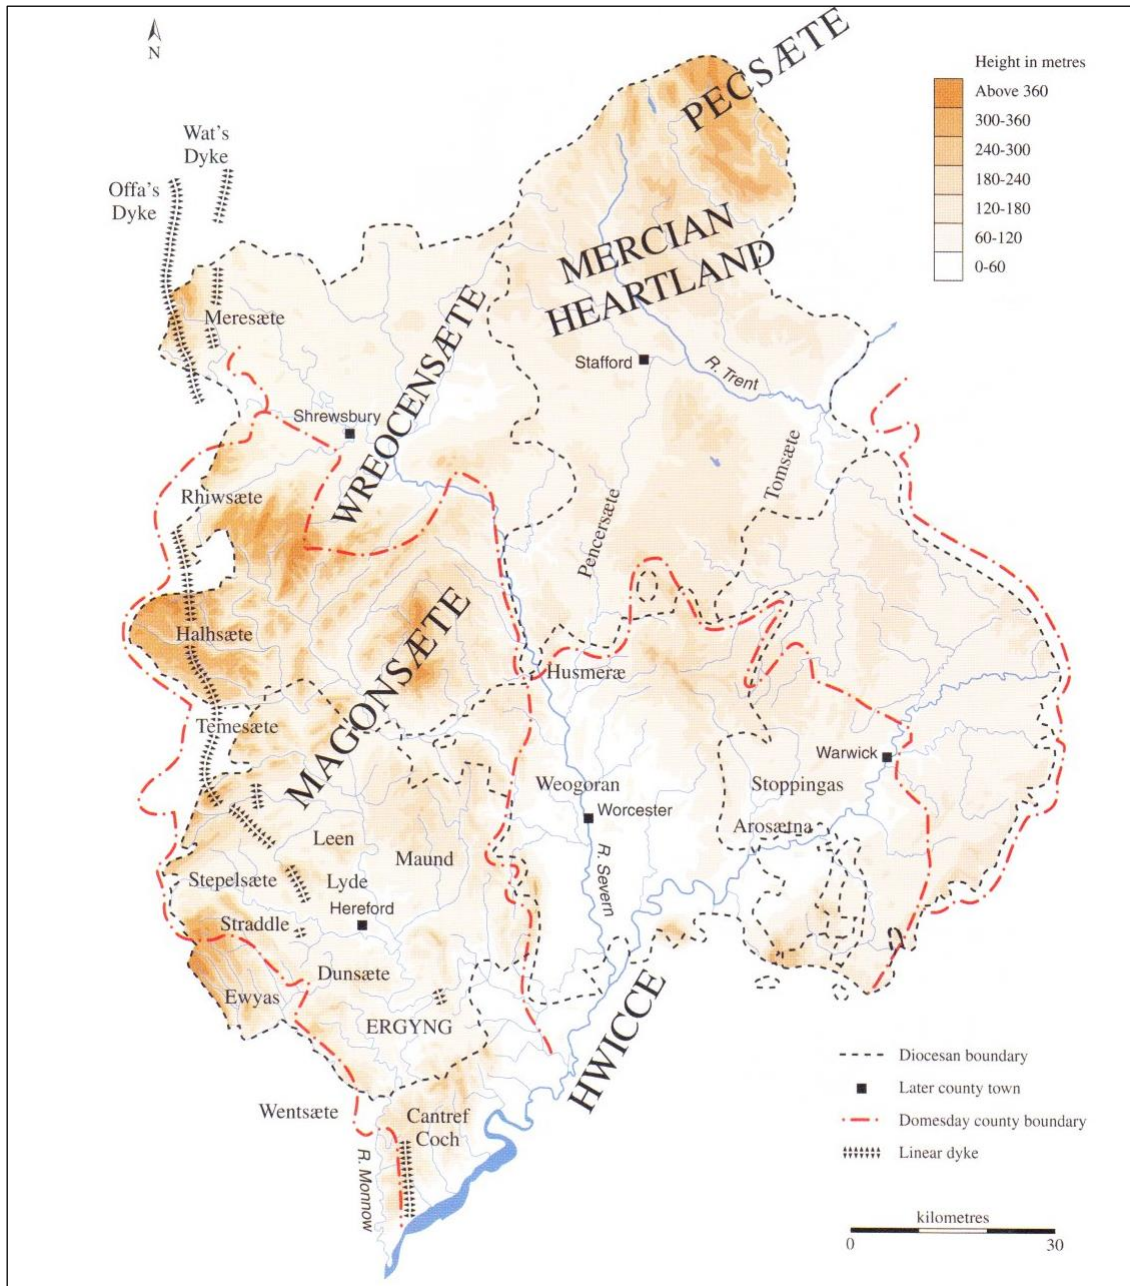 N
Height in metres
Above 360
300-360
240-300
180-240
120-180
60-120
0-60
PECSÆTE
Wat's
Dyke
Offa's
Dyke
MERCIAN
HEARTLAND
Meresæte
WREOCENSÆTE
Stafford
R. Trent
Shrewsbury
Tomsæte
Rhiwsæte
Pencersæte
Halhsæte
MAGONSÆTE
Husmeræ
Temesæte
Warwick
Weogoran
Stoppingas
Worcester
Arosætna
Leen
Maund
R. Severn
Stepelsæte
Lyde
Hereford
Straddle
Dunsæte
Ewyas
ERGYNG
HWICCE
Wentsæte
Cantref
Coch
R. Monnow
Diocesan boundary
Later county town
Domesday county boundary
Linear dyke
kilometres
0
30